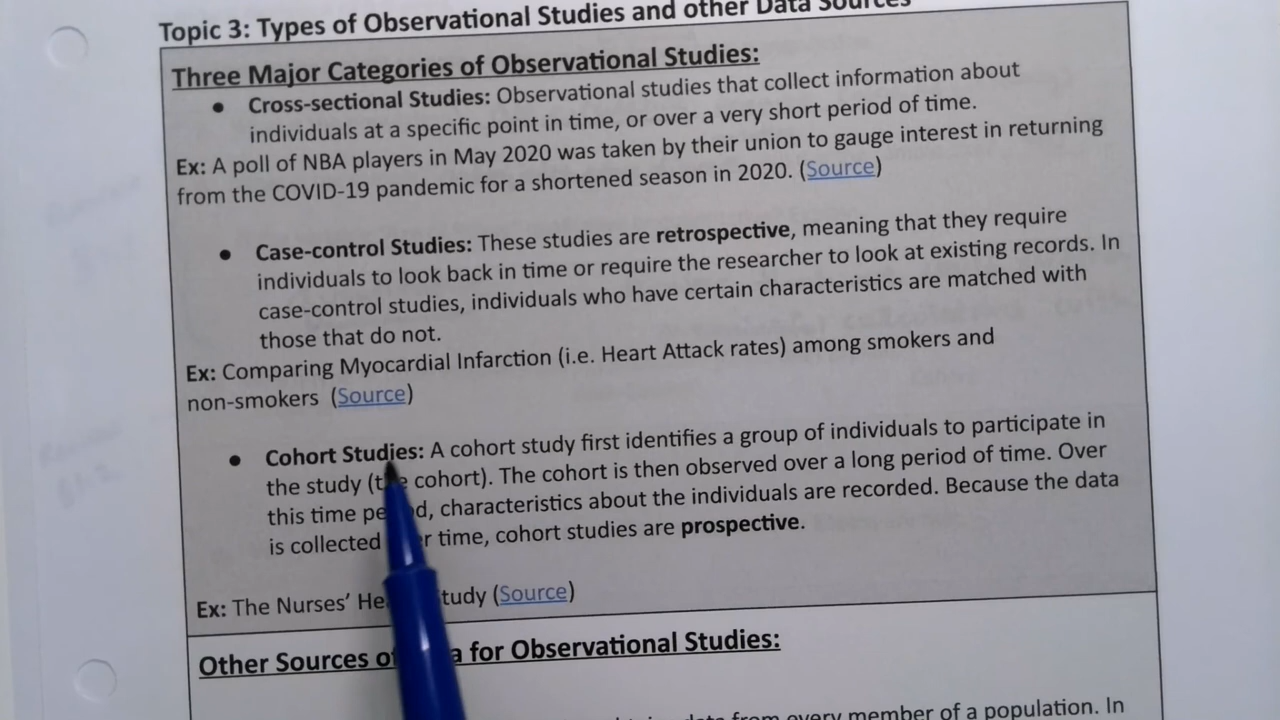 Topic 3: Types of Observational Studies and other Data Sources
Three Major Categories of Observational Studies:
• Cross-sectional Studies: Observational studies that collect information about
individuals at a specific point in time, or over a very short period of time.
Ex: A poll of NBA players in May 2020 was taken by their union to gauge interest in returning
from the COVID-19 pandemic for a shortened season in 2020. (Source)
• Case-control Studies: These studies are retrospective, meaning that they require
individuals to look back in time or require the researcher to look at existing records. In
case-control studies, individuals who have certain characteristics are matched with
those that do not.
Ex: Comparing Myocardial Infarction (i.e. Heart Attack rates) among smokers and
non-smokers (Source)
• Cohort Studies: A cohort study first identifies a group of individuals to participate in
the study (the cohort). The cohort is then observed over a long period of time. Over
this time characteristics about the individuals are recorded. Because the data
is collected time, cohort studies are prospective.
Ex: The Nurses’ (Source)
Other Sources for Observational Studies:
from every member of a population. In